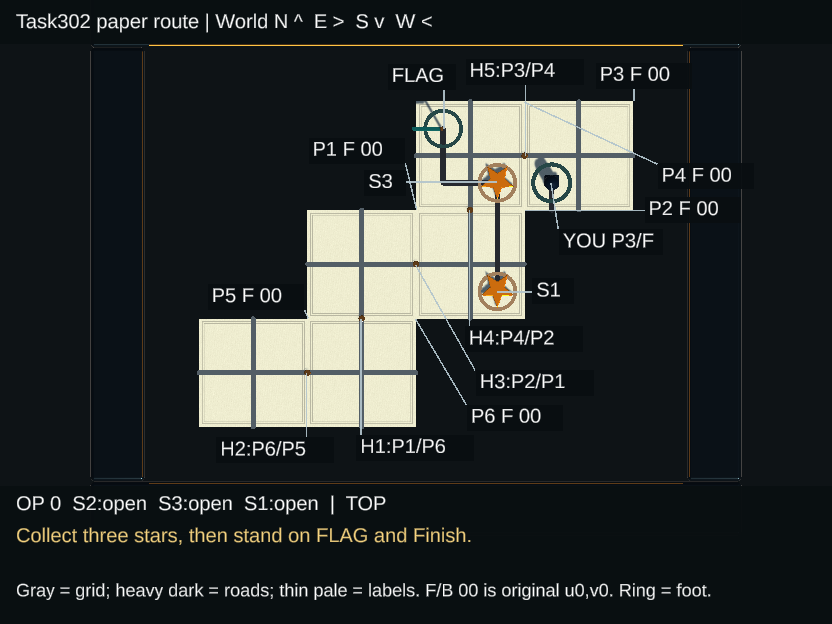 Task302 paper route | World N ^ E > S v W <
FLAG
H5:P3/P4
P3 F 00
P1 F 00
S3
P4 F 00
P2 F 00
YOU P3/F
P5 F 00
S1
H4:P4/P2
H3:P2/P1
P6 F 00
H2:P6/P5
H1:P1/P6
OP 0 S2:open S3:open S1:open | TOP
Collect three stars, then stand on FLAG and Finish.
Gray = grid; heavy dark = roads; thin pale = labels. F/B 00 is original u0,v0. Ring = foot.